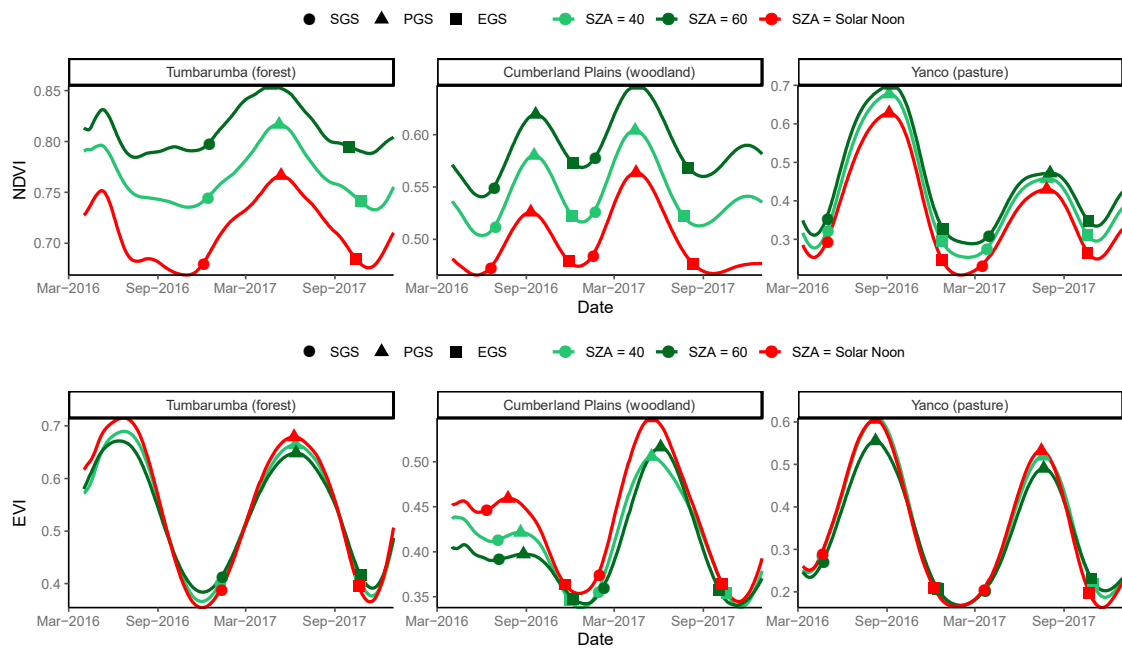 SGS PGS EGS SZA = 40 SZA = 60 SZA = Solar Noon
Tumbarumba (forest) Cumberland Plains (woodland) Yanco (pasture)
NDVI
0.85
0.80
0.75
0.70
0.60
0.55
0.50
0.7
0.6
0.5
0.4
0.3
Mar−2016 Sep−2016 Mar−2017 Sep−2017 Mar−2016 Sep−2016 Mar−2017 Sep−2017 Mar−2016 Sep−2016 Mar−2017 Sep−2017
Date
SGS PGS EGS SZA = 40 SZA = 60 SZA = Solar Noon
Tumbarumba (forest) Cumberland Plains (woodland) Yanco (pasture)
EVI
0.7
0.6
0.5
0.4
0.50
0.45
0.40
0.35
0.6
0.5
0.4
0.3
0.2
Mar−2016 Sep−2016 Mar−2017 Sep−2017 Mar−2016 Sep−2016 Mar−2017 Sep−2017 Mar−2016 Sep−2016 Mar−2017 Sep−2017
Date